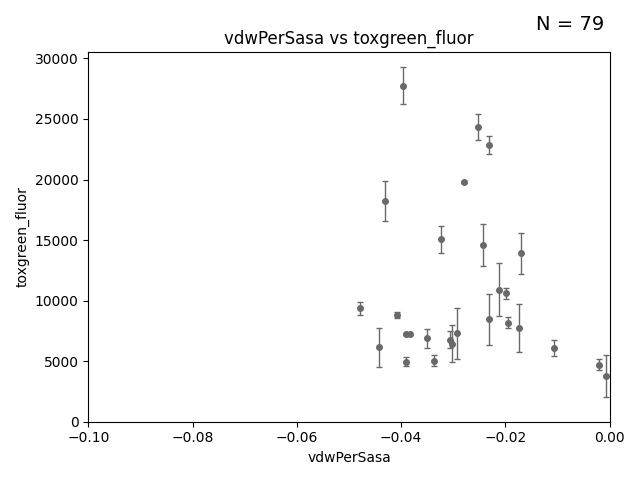 N = 79
vdwPerSasa vs toxgreen_fluor
30000
25000
20000
15000
10000
5000
0
toxgreen_fluor
−0.10 −0.08 −0.06 −0.04 −0.02 0.00
vdwPerSasa